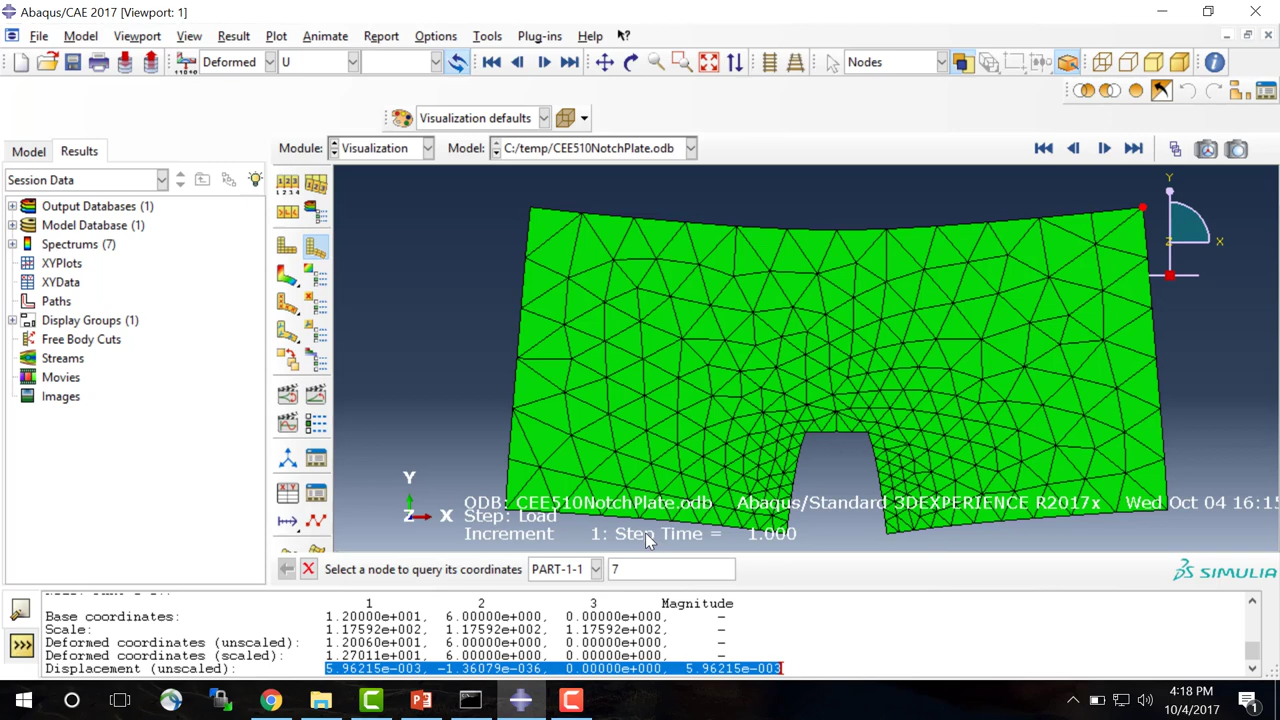 Abaqus/CAE 2017 [Viewport: 1]
File Model Viewport View Result Plot Animate Report Options Tools Plug-ins Help
Deformed U Nodes
Visualization defaults
Model Results Module: Visualization Model: C:/temp/CEE510NotchPlate.odb
Session Data
Output Databases (1)
Model Database (1)
Spectrums (7)
XYPlots
XYData
Paths
Display Groups (1)
Free Body Cuts
Streams
Movies
Images
Y
Z X
Y
Z X
ODB: CEE510NotchPlate.odb Abaqus/Standard 3DEXPERIENCE R2017x Wed Oct 04 16:15
Step: Load
Increment 1: Step Time = 1.000
Select a node to query its coordinates PART-1-1 7
SIMULIA
1 2 3 Magnitude
Base coordinates: 1.20000e+001, 6.00000e+000, 0.00000e+000, -
Scale: 1.17592e+002, 1.17592e+002, 1.17592e+002, -
Deformed coordinates (unscaled): 1.20060e+001, 6.00000e+000, 0.00000e+000, -
Deformed coordinates (scaled): 1.27011e+001, 6.00000e+000, 0.00000e+000, -
Displacement (unscaled): 5.96215e-003, -1.36079e-036, 0.00000e+000, 5.96215e-003
4:18 PM
10/4/2017